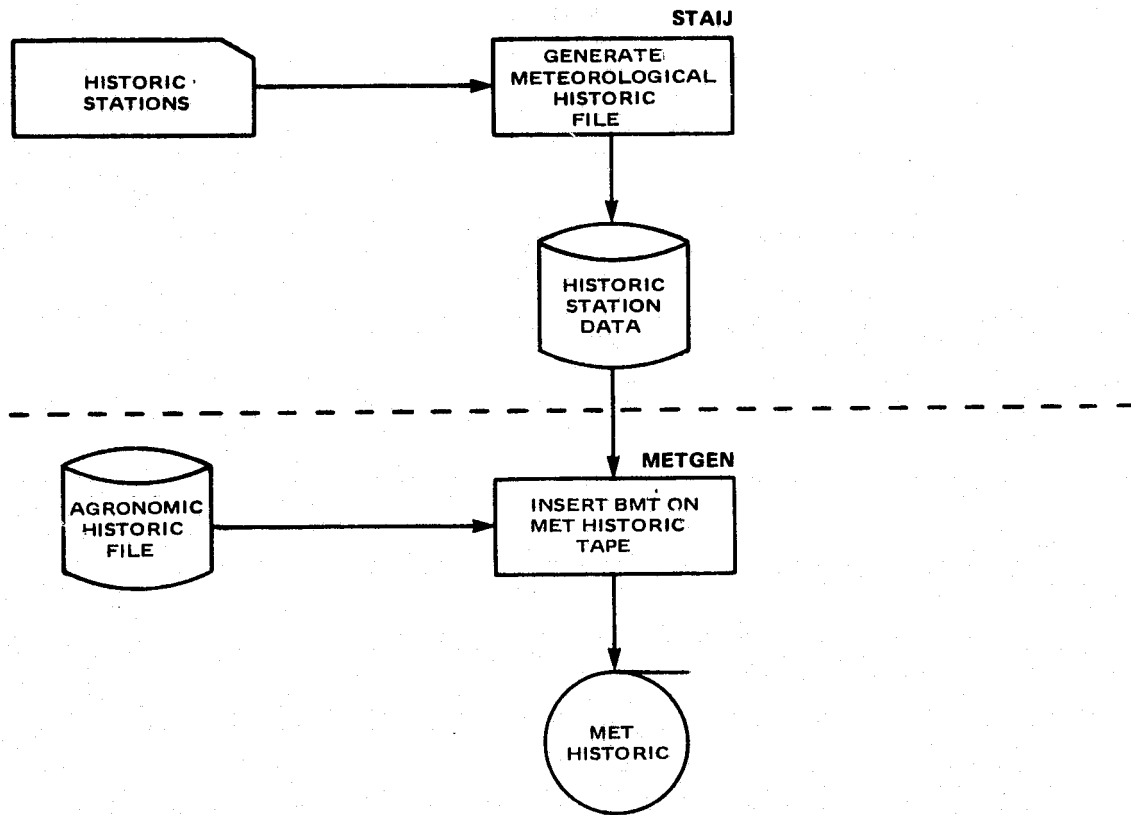 STAIJ
HISTORIC
STATIONS
GENERATE
METEOROLOGICAL
HISTORIC
FILE
HISTORIC
STATION
DATA
METGEN
AGRONOMIC
HISTORIC
FILE
INSERT BMT ON
MET HISTORIC
TAPE
MET
HISTORIC